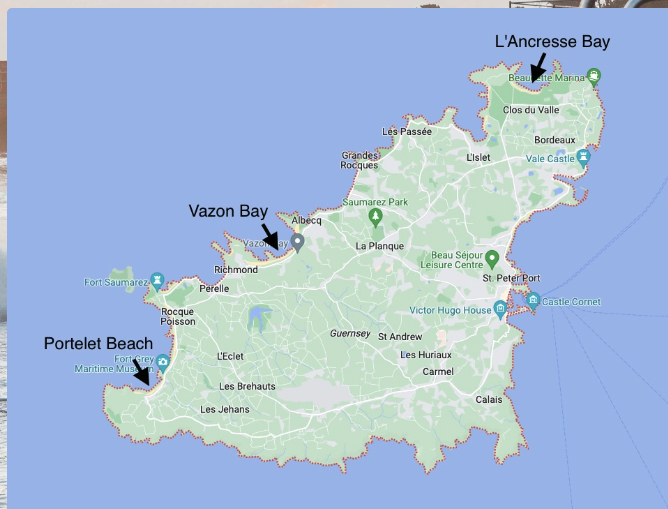 L'Ancresse Bay
Beaucette Marina
Clos du Valle
Les Passée
Bordeaux
Grandes
Rocques
L'Islet
Vale Castle
Saumarez Park
Vazon Bay
Albecq
Vazon Bay
La Planque
Beau Séjour
Leisure Centre
Richmond
St. Peter Port
Fort Saumarez
Perelle
Castle Cornet
Rocque
Poisson
Victor Hugo House
Guernsey
St Andrew
Portelet Beach
Fort Grey
Maritime Museum
L'Eclet
Les Huriaux
Carmel
Les Brehauts
Calais
Les Jehans